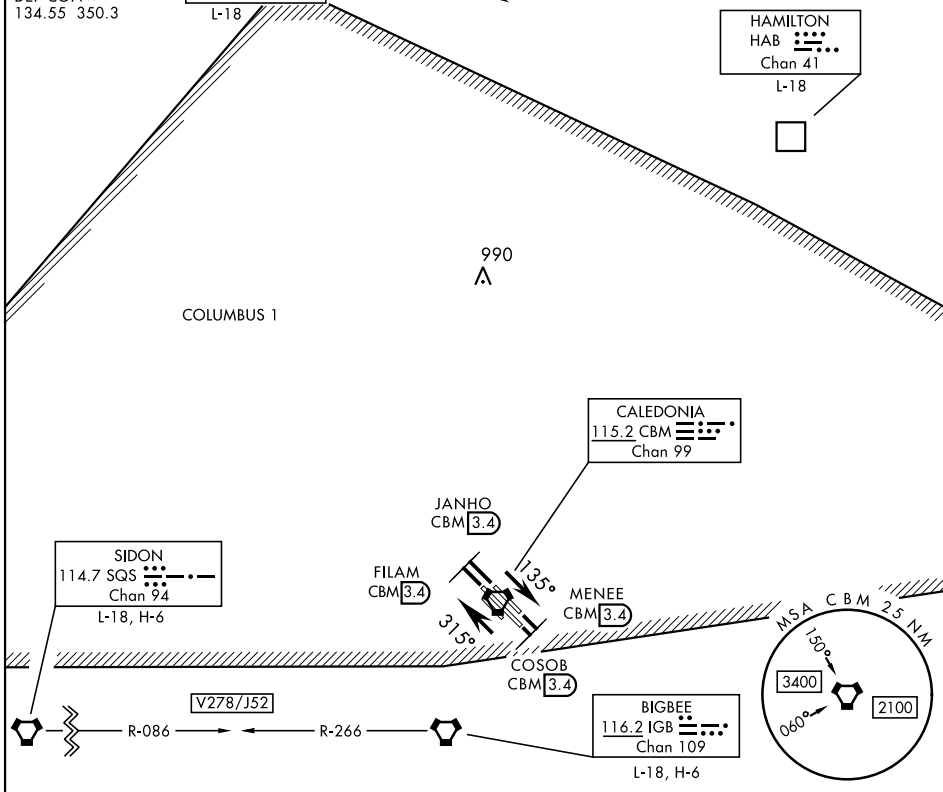 134.55 350.3
L-18
HAMILTON
HAB
Chan 41
L-18
990
COLUMBUS 1
CALEDONIA
115.2 CBM
Chan 99
JANHO
CBM 3.4
SIDON
114.7 SQS
Chan 94
L-18, H-6
FILAM
CBM 3.4
135°
MENEE
CBM 3.4
315°
COSOB
CBM 3.4
MSA CBM 25 NM
150°
3400
2100
060°
V278/J52
R-086
R-266
BIGBEE
116.2 IGB
Chan 109
L-18, H-6